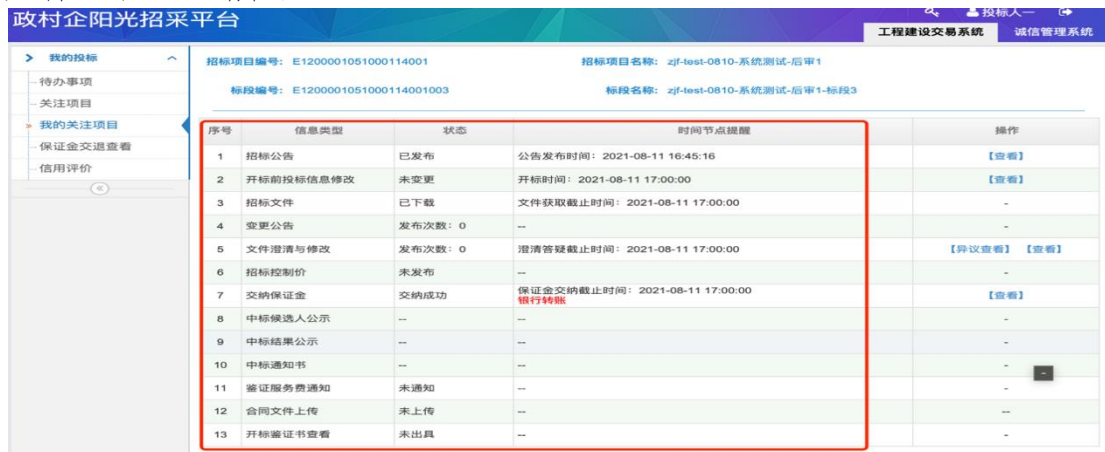 政村企阳光招采平台
投标人一
工程建设交易系统 诚信管理系统
我的投标
待办事项
关注项目
我的关注项目
保证金交退查看
信用评价
招标项目编号: E1200001051000114001 招标项目名称: zjf-test-0810-系统测试-后审1
标段编号: E1200001051000114001003 标段名称: zjf-test-0810-系统测试-后审1-标段3
序号 信息类型 状态 时间节点提醒 操作
1 招标公告 已发布 公告发布时间: 2021-08-11 16:45:16 【查看】
2 开标前投标信息修改 未变更 开标时间: 2021-08-11 17:00:00 【查看】
3 招标文件 已下载 文件获取截止时间: 2021-08-11 17:00:00 -
4 变更公告 发布次数: 0 -- -
5 文件澄清与修改 发布次数: 0 澄清答疑截止时间: 2021-08-11 17:00:00 【异议查看】 【查看】
6 招标控制价 未发布 -- -
7 交纳保证金 交纳成功 保证金交纳截止时间: 2021-08-11 17:00:00 【查看】
银行转账
8 中标候选人公示 -- -- -
9 中标结果公示 -- -- -
10 中标通知书 -- -- -
11 鉴证服务费通知 未通知 -- -
12 合同文件上传 未上传 -- --
13 开标鉴证书查看 未出具 -- -